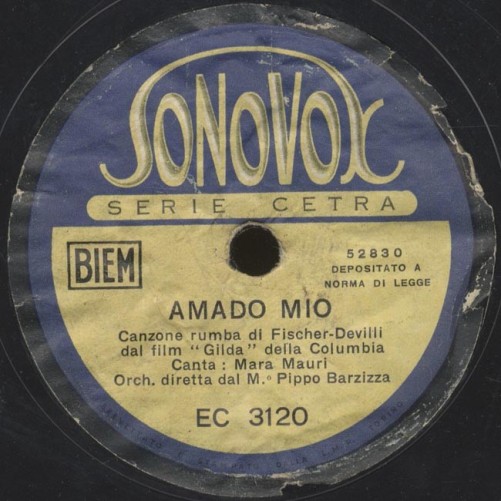 SONOVOX
SERIE CETRA
BIEM
52830
DEPOSITATO A
NORMA DI LEGGE
AMADO MIO
Canzone rumba di Fischer-Devilli
dal film "Gilda" della Columbia
Canta : Mara Mauri
Orch. diretta dal M.º Pippo Barzizza
EC 3120
TORINO